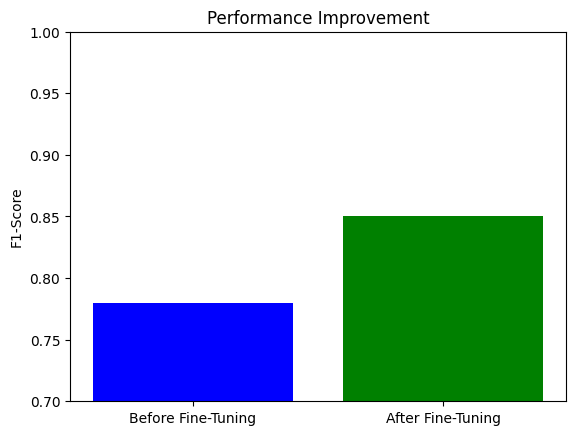 Performance Improvement
1.00
0.95
0.90
0.85
0.80
0.75
0.70
F1-Score
Before Fine-Tuning
After Fine-Tuning